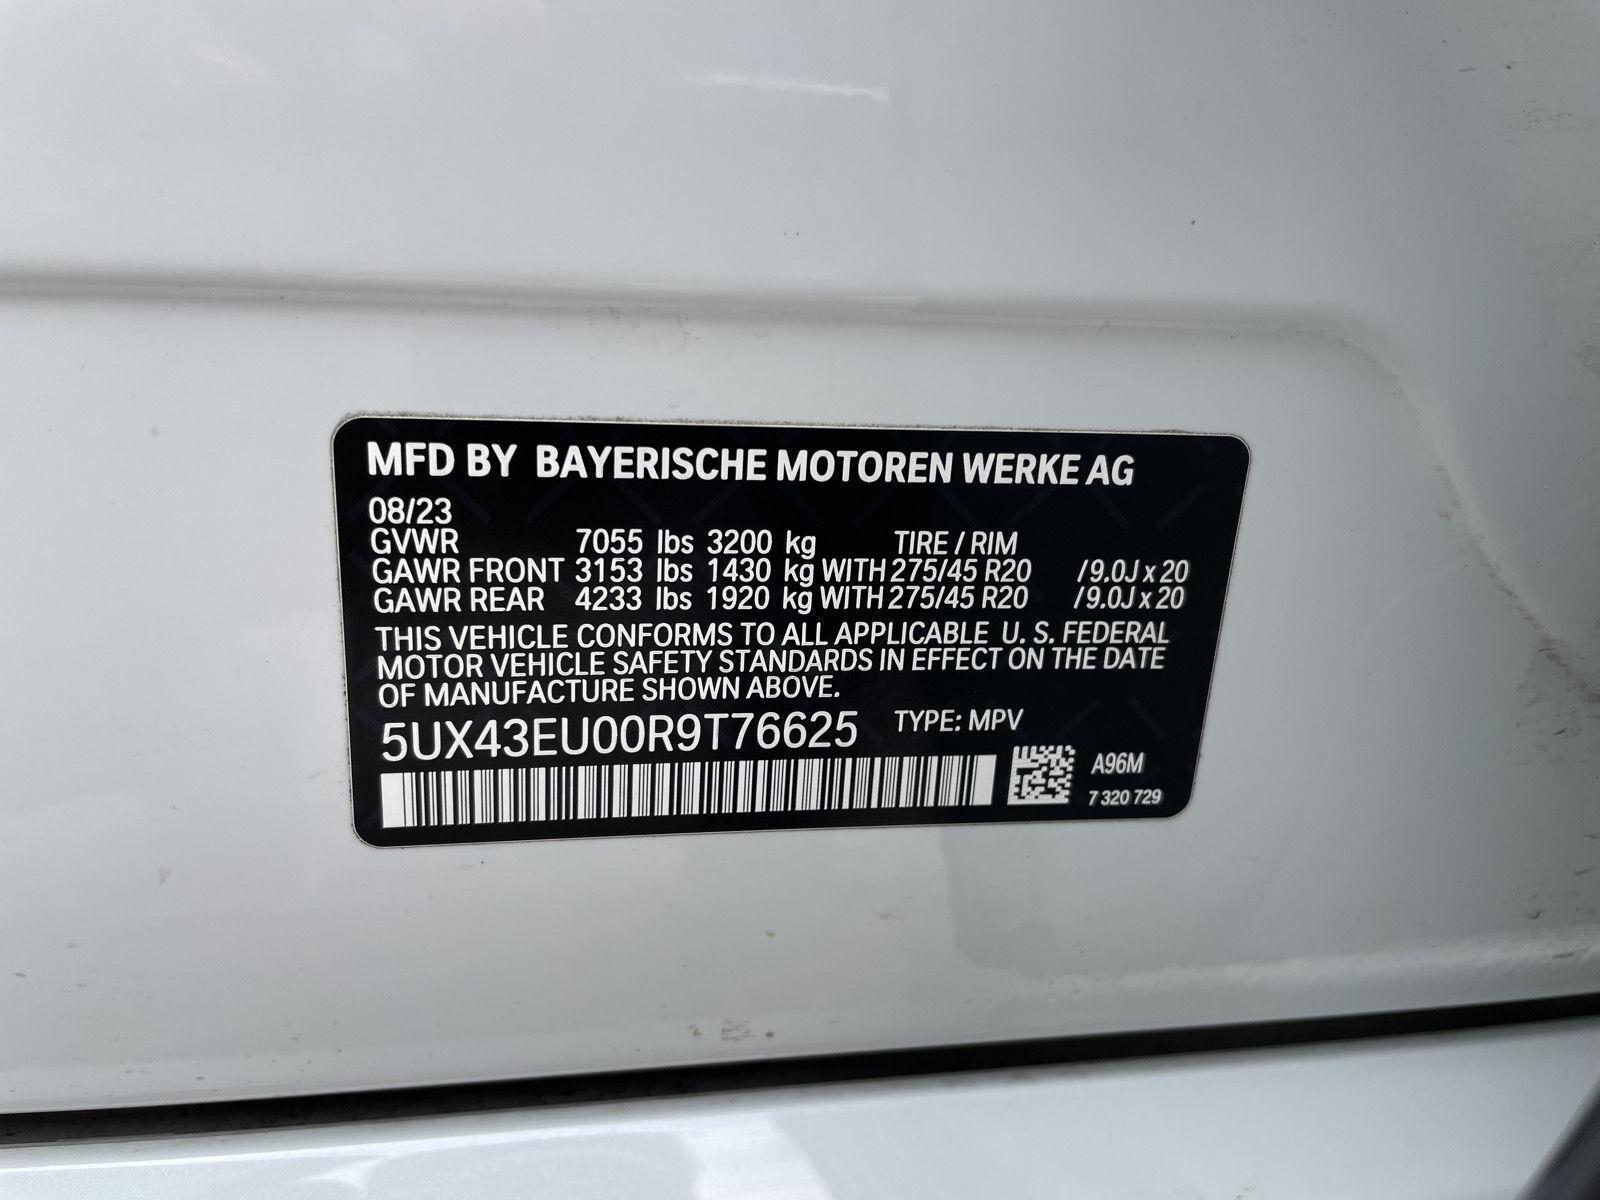 MFD BY BAYERISCHE MOTOREN WERKE AG
08/23
GVWR 7055 lbs 3200 kg TIRE / RIM
GAWR FRONT 3153 lbs 1430 kg WITH 275/45 R20 /9.0J x 20
GAWR REAR 4233 lbs 1920 kg WITH 275/45 R20 /9.0J x 20
THIS VEHICLE CONFORMS TO ALL APPLICABLE U. S. FEDERAL
MOTOR VEHICLE SAFETY STANDARDS IN EFFECT ON THE DATE
OF MANUFACTURE SHOWN ABOVE.
5UX43EU00R9T76625 TYPE: MPV
A96M
7 320 729